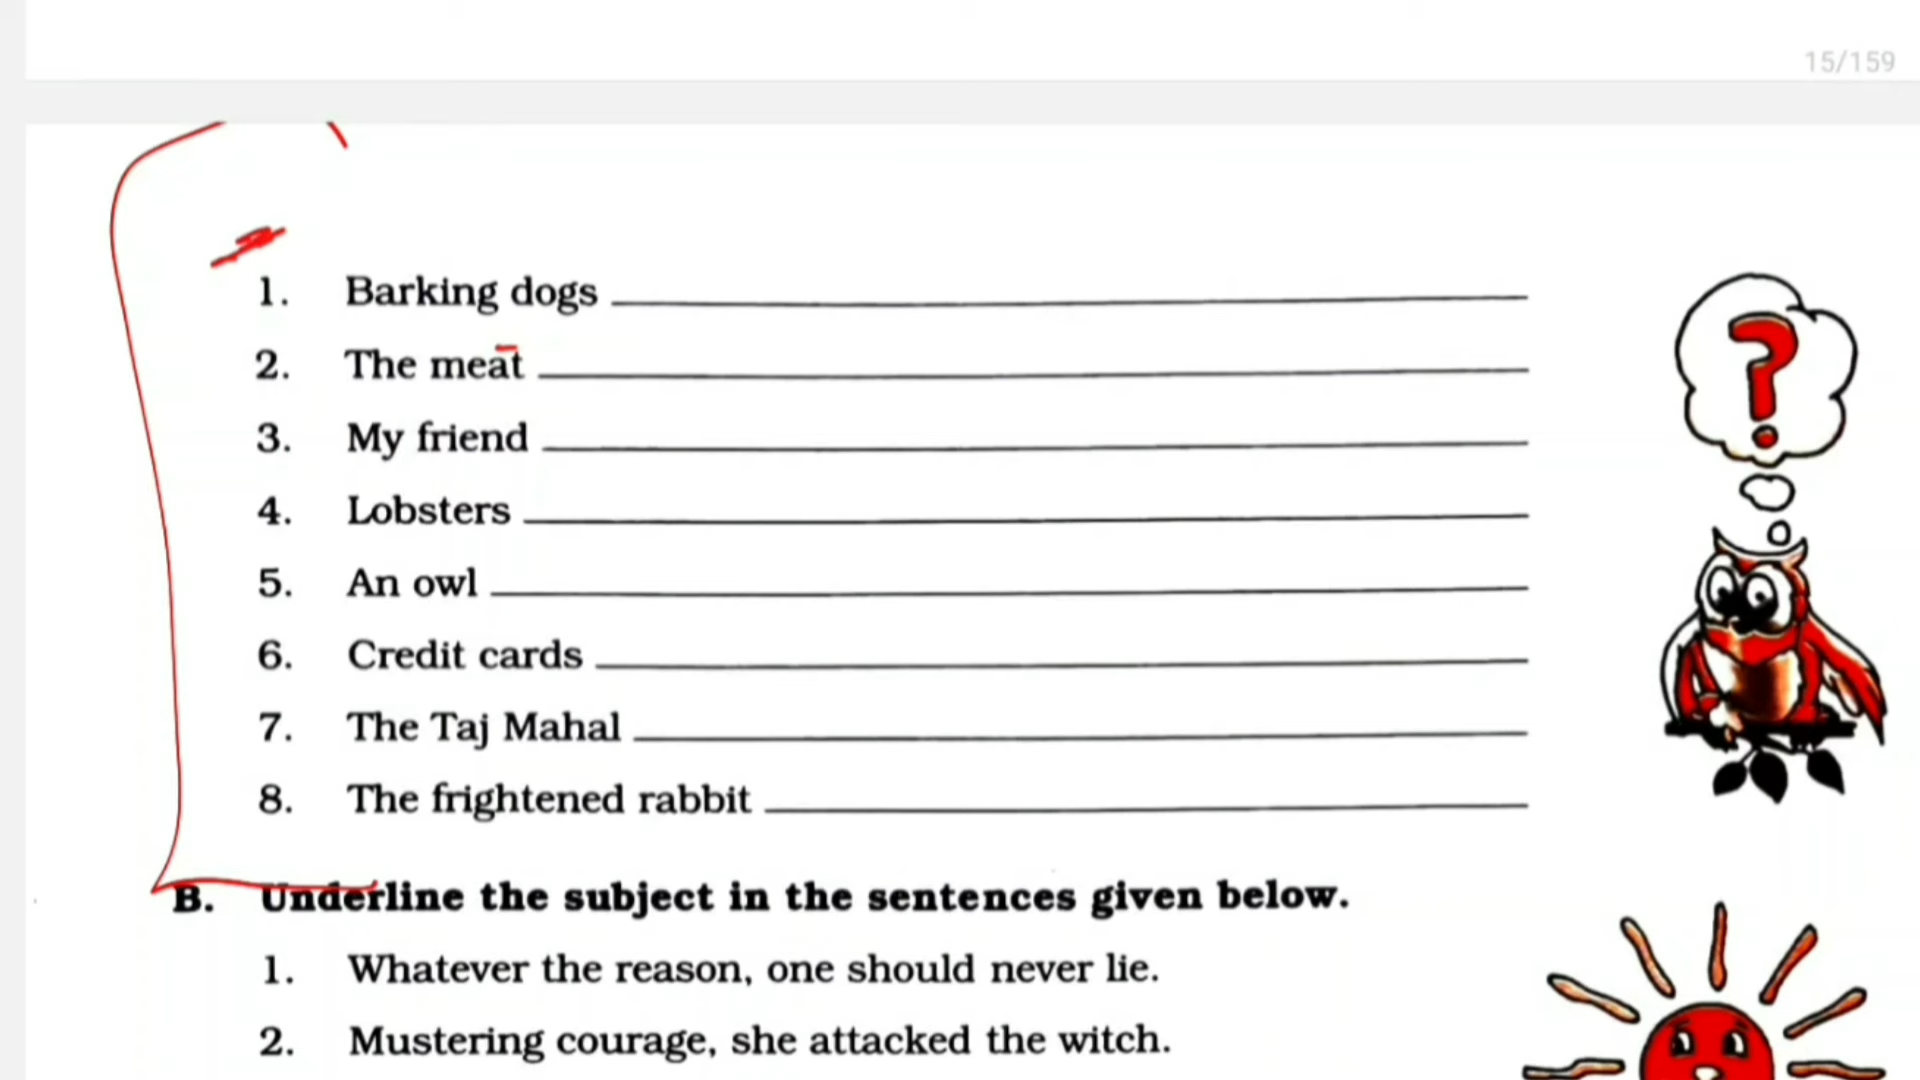 15/159
1. Barking dogs
2. The meat
3. My friend
4. Lobsters
5. An owl
6. Credit cards
7. The Taj Mahal
8. The frightened rabbit
?
B. Underline the subject in the sentences given below.
1. Whatever the reason, one should never lie.
2. Mustering courage, she attacked the witch.